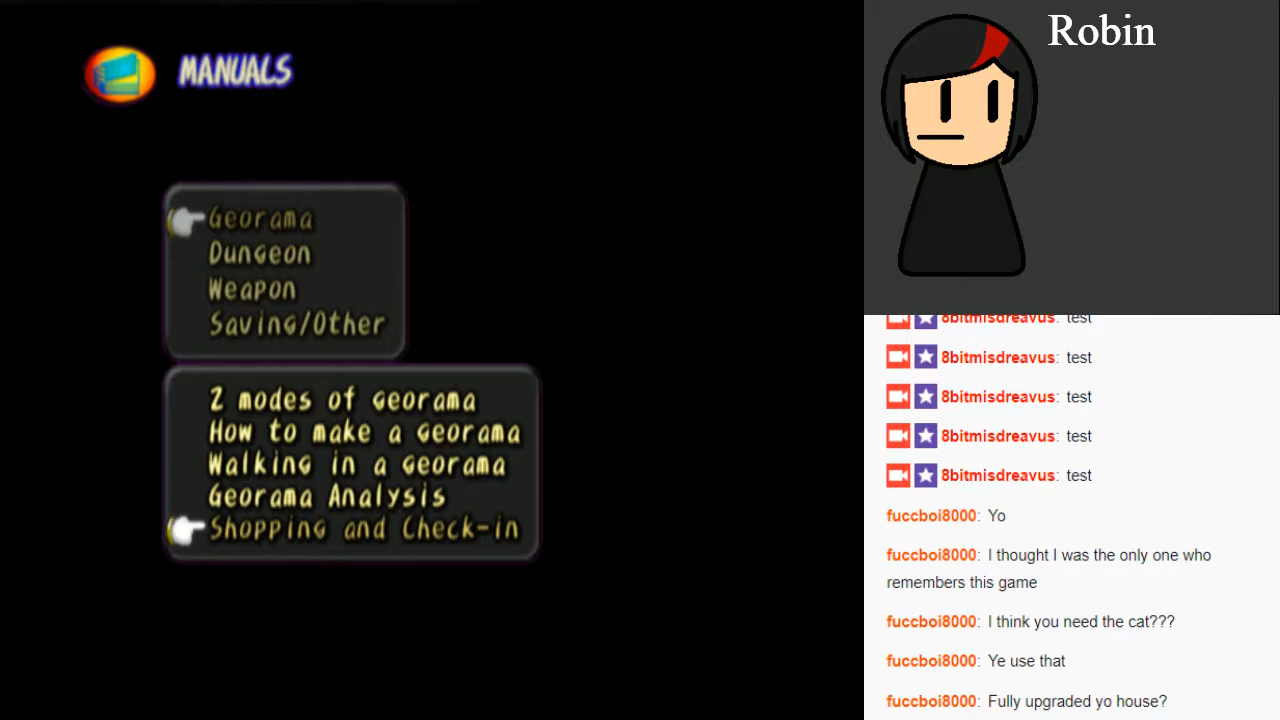 MANUALS
Georama
Dungeon
Weapon
Saving/Other
2 modes of georama
How to make a georama
Walking in a georama
Georama Analysis
Shopping and Check-in
Robin
8bitmisdreavus: test
8bitmisdreavus: test
8bitmisdreavus: test
8bitmisdreavus: test
8bitmisdreavus: test
fuccboi8000: Yo
fuccboi8000: I thought I was the only one who
remembers this game
fuccboi8000: I think you need the cat???
fuccboi8000: Ye use that
fuccboi8000: Fully upgraded yo house?